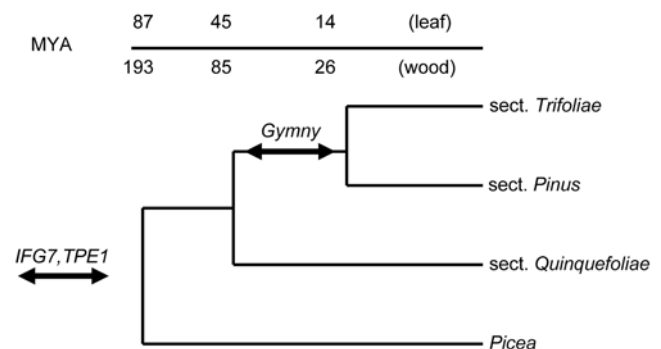 87 45 14 (leaf)
MYA
193 85 26 (wood)
Gymny
sect. Trifoliae
sect. Pinus
IFG7,TPE1
sect. Quinquefoliae
Picea